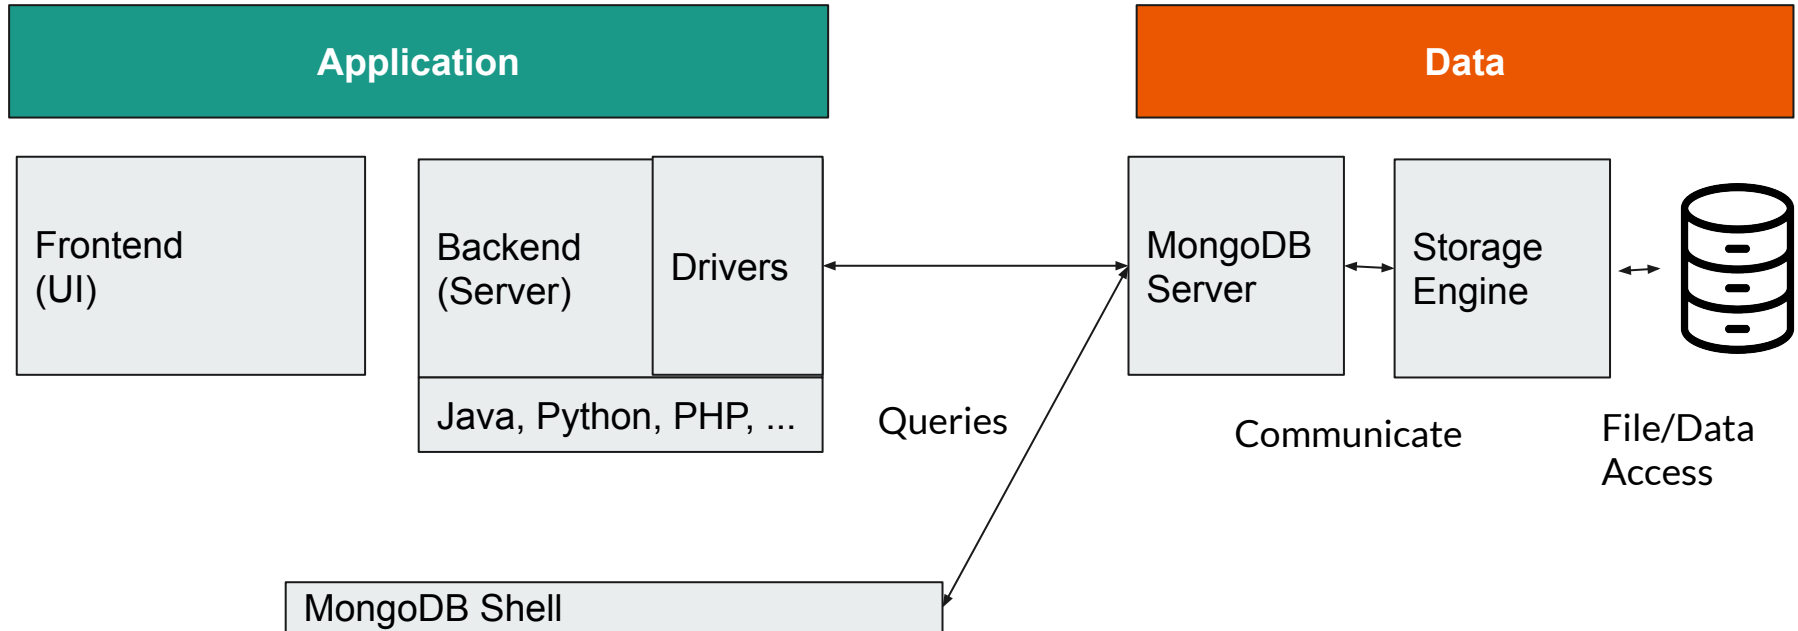 Application
Data
Frontend
(UI)
Backend
(Server)
Drivers
MongoDB
Server
Storage
Engine
Java, Python, PHP, ...
Queries
Communicate
File/Data
Access
MongoDB Shell